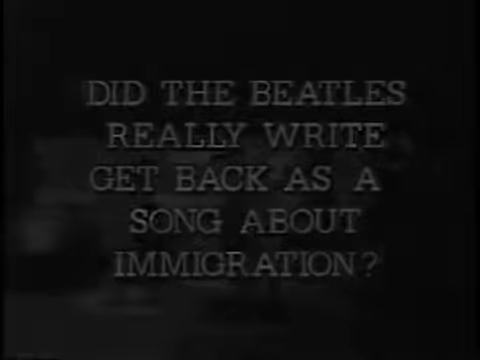 DID THE BEATLES
REALLY WRITE
GET BACK AS A
SONG ABOUT
IMMIGRATION?